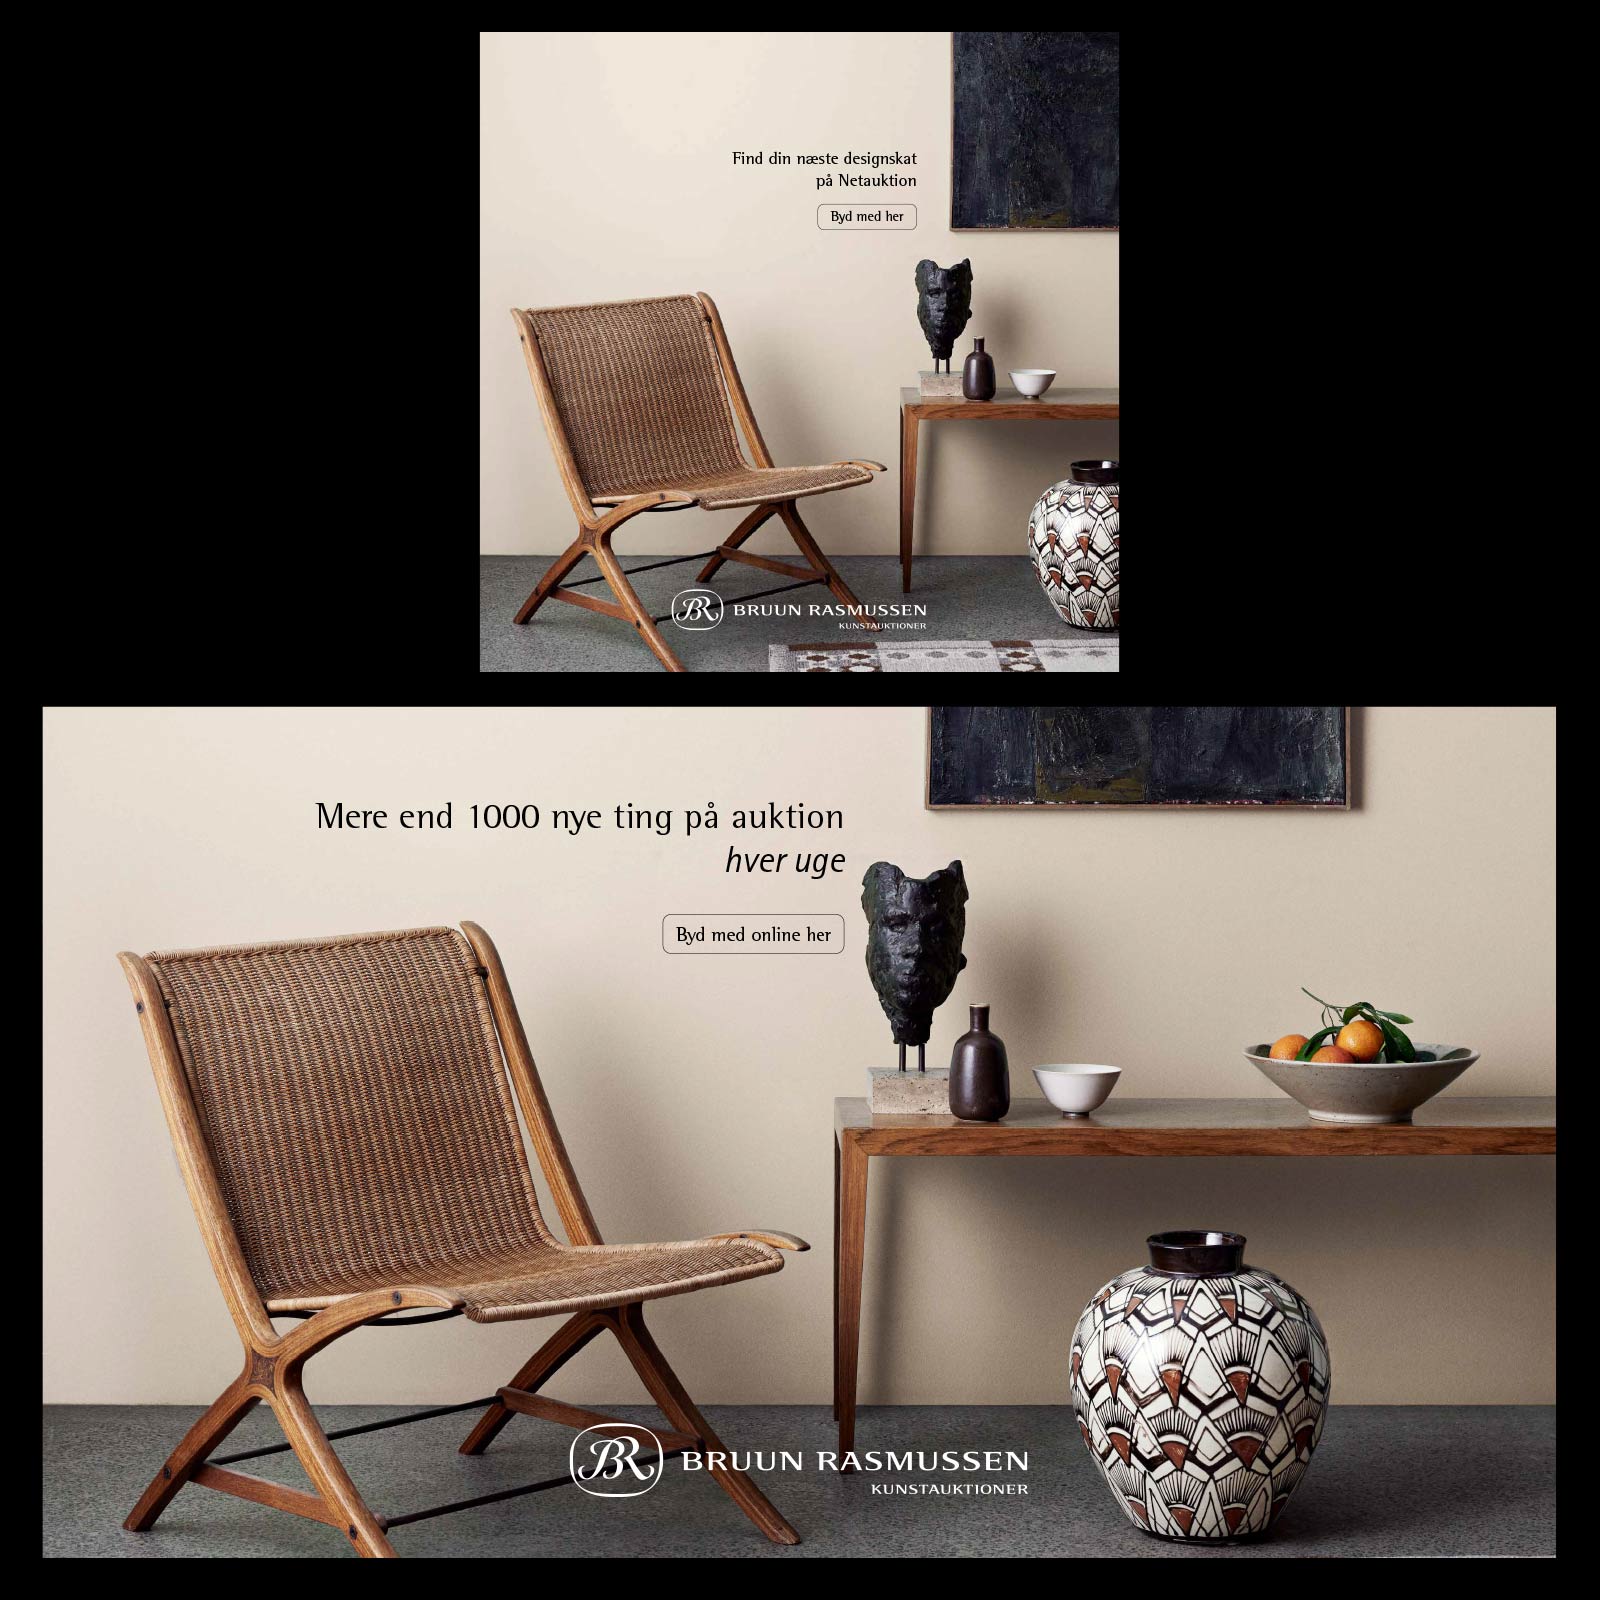 Find din næste designskat
på Netauktion
Byd med her
BR BRUUN RASMUSSEN
KUNSTAUKTIONER
Mere end 1000 nye ting på auktion
hver uge
Byd med online her
BR BRUUN RASMUSSEN
KUNSTAUKTIONER